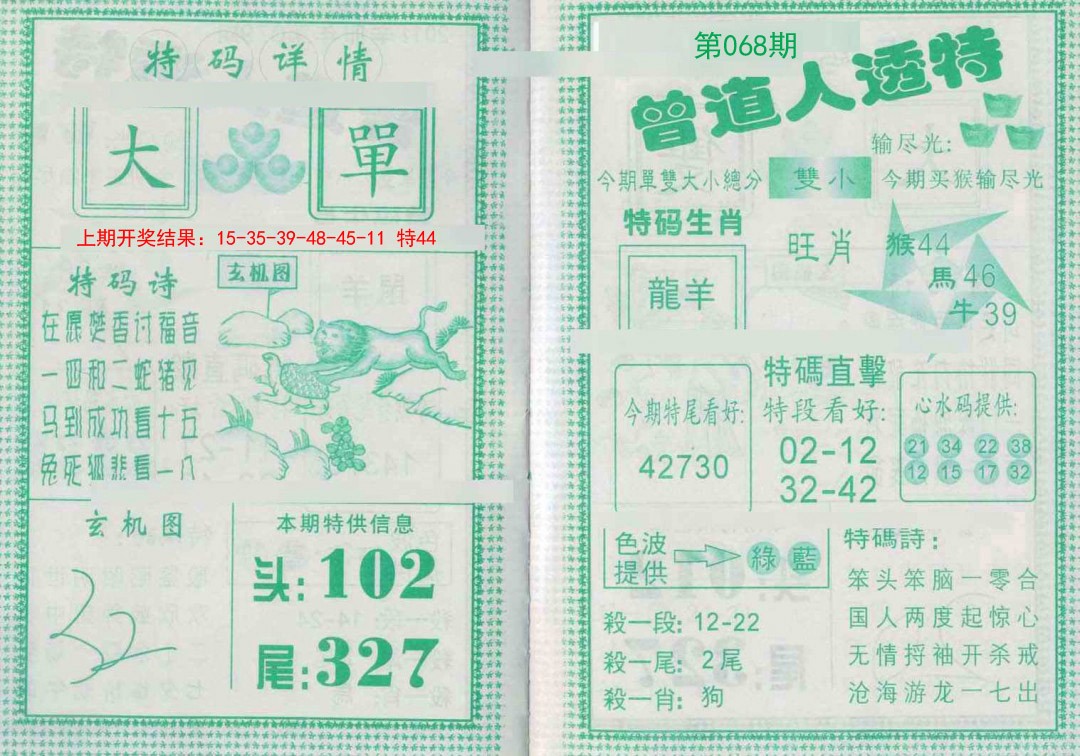 特码详情
大
單
上期开奖结果：15-35-39-48-45-11 特44
特码诗
玄机图
在愿焚香讨福音
一四和二蛇猪见
马到成功看十五
兔死狐悲看一八
玄机图
本期特供信息
头：102
尾：327
第068期
曾道人透特
输尽光：
今期單雙大小總分
雙小
今期买猴输尽光
特码生肖
龍羊
旺肖
猴44
馬46
牛39
今期特尾看好:
42730
特碼直擊
特段看好:
02-12
32-42
心水码提供:
21 34 22 38
12 15 17 32
色波
提供
綠 藍
殺一段: 12-22
殺一尾: 2尾
殺一肖: 狗
特碼詩：
笨头笨脑一零合
国人两度起惊心
无情捋袖开杀戒
沧海游龙一七出